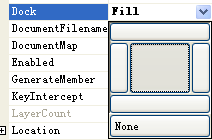 Dock Fill
DocumentFilename
DocumentMap
Enabled
GenerateMember
KeyIntercept
LayerCount
Location
None